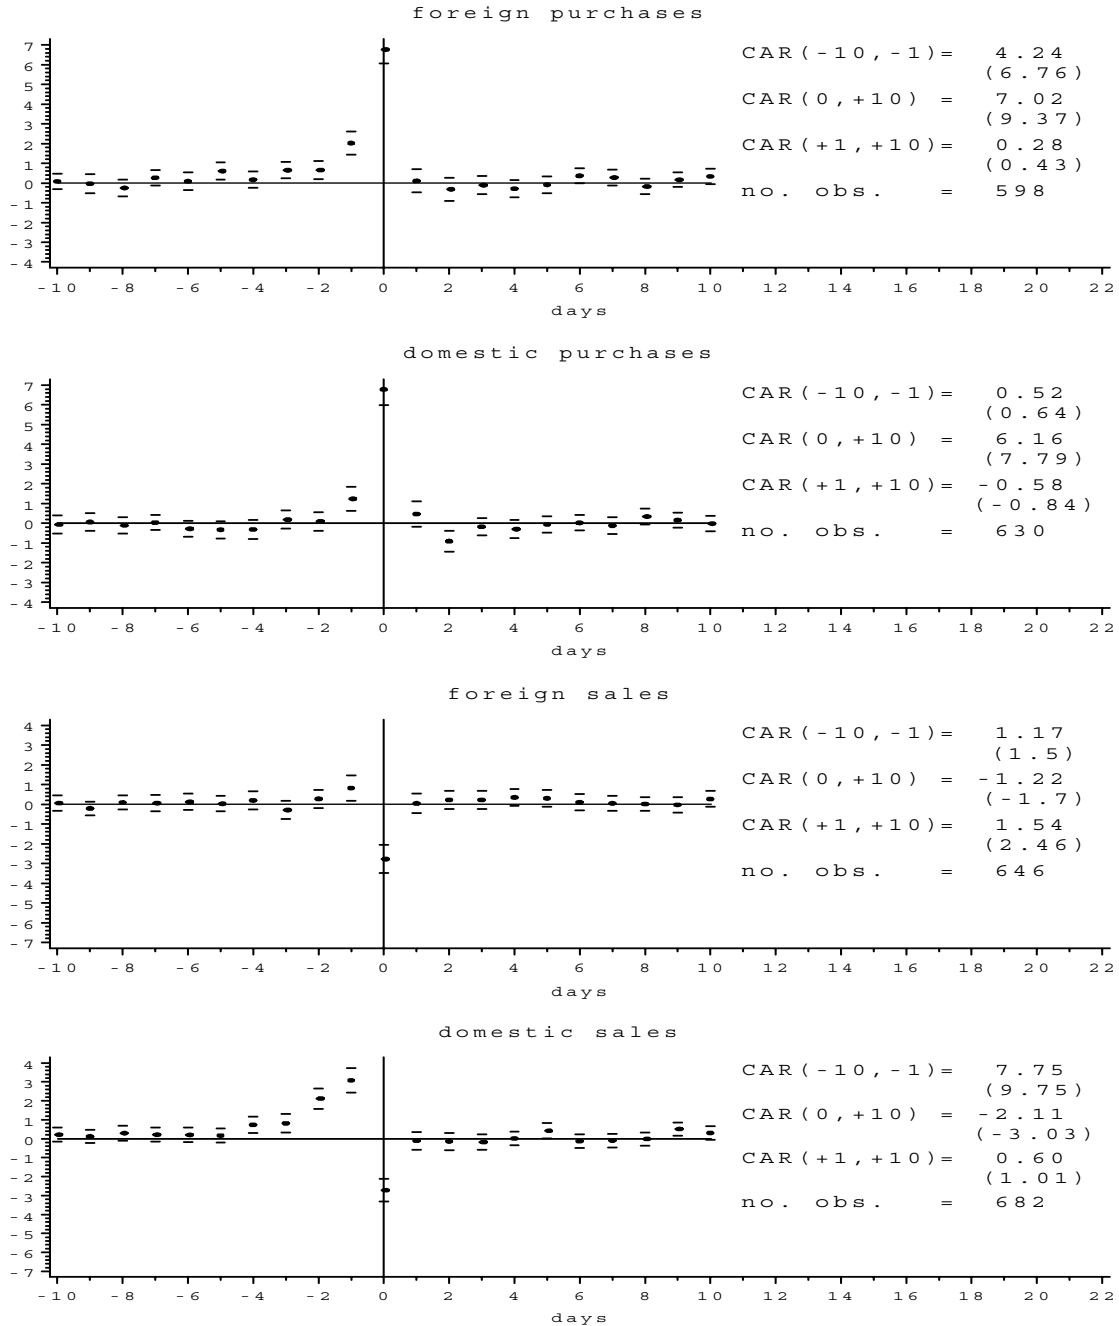 foreign purchases
7
6
5
4
3
2
1
0
-1
-2
-3
-4
CAR(-10,-1)= 4.24
(6.76)
CAR(0,+10) = 7.02
(9.37)
CAR(+1,+10)= 0.28
(0.43)
no. obs. = 598
-10 -8 -6 -4 -2 0 2 4 6 8 10 12 14 16 18 20 22
days
domestic purchases
7
6
5
4
3
2
1
0
-1
-2
-3
-4
CAR(-10,-1)= 0.52
(0.64)
CAR(0,+10) = 6.16
(7.79)
CAR(+1,+10)= -0.58
(-0.84)
no. obs. = 630
-10 -8 -6 -4 -2 0 2 4 6 8 10 12 14 16 18 20 22
days
foreign sales
4
3
2
1
0
-1
-2
-3
-4
-5
-6
-7
CAR(-10,-1)= 1.17
(1.5)
CAR(0,+10) = -1.22
(-1.7)
CAR(+1,+10)= 1.54
(2.46)
no. obs. = 646
-10 -8 -6 -4 -2 0 2 4 6 8 10 12 14 16 18 20 22
days
domestic sales
4
3
2
1
0
-1
-2
-3
-4
-5
-6
-7
CAR(-10,-1)= 7.75
(9.75)
CAR(0,+10) = -2.11
(-3.03)
CAR(+1,+10)= 0.60
(1.01)
no. obs. = 682
-10 -8 -6 -4 -2 0 2 4 6 8 10 12 14 16 18 20 22
days